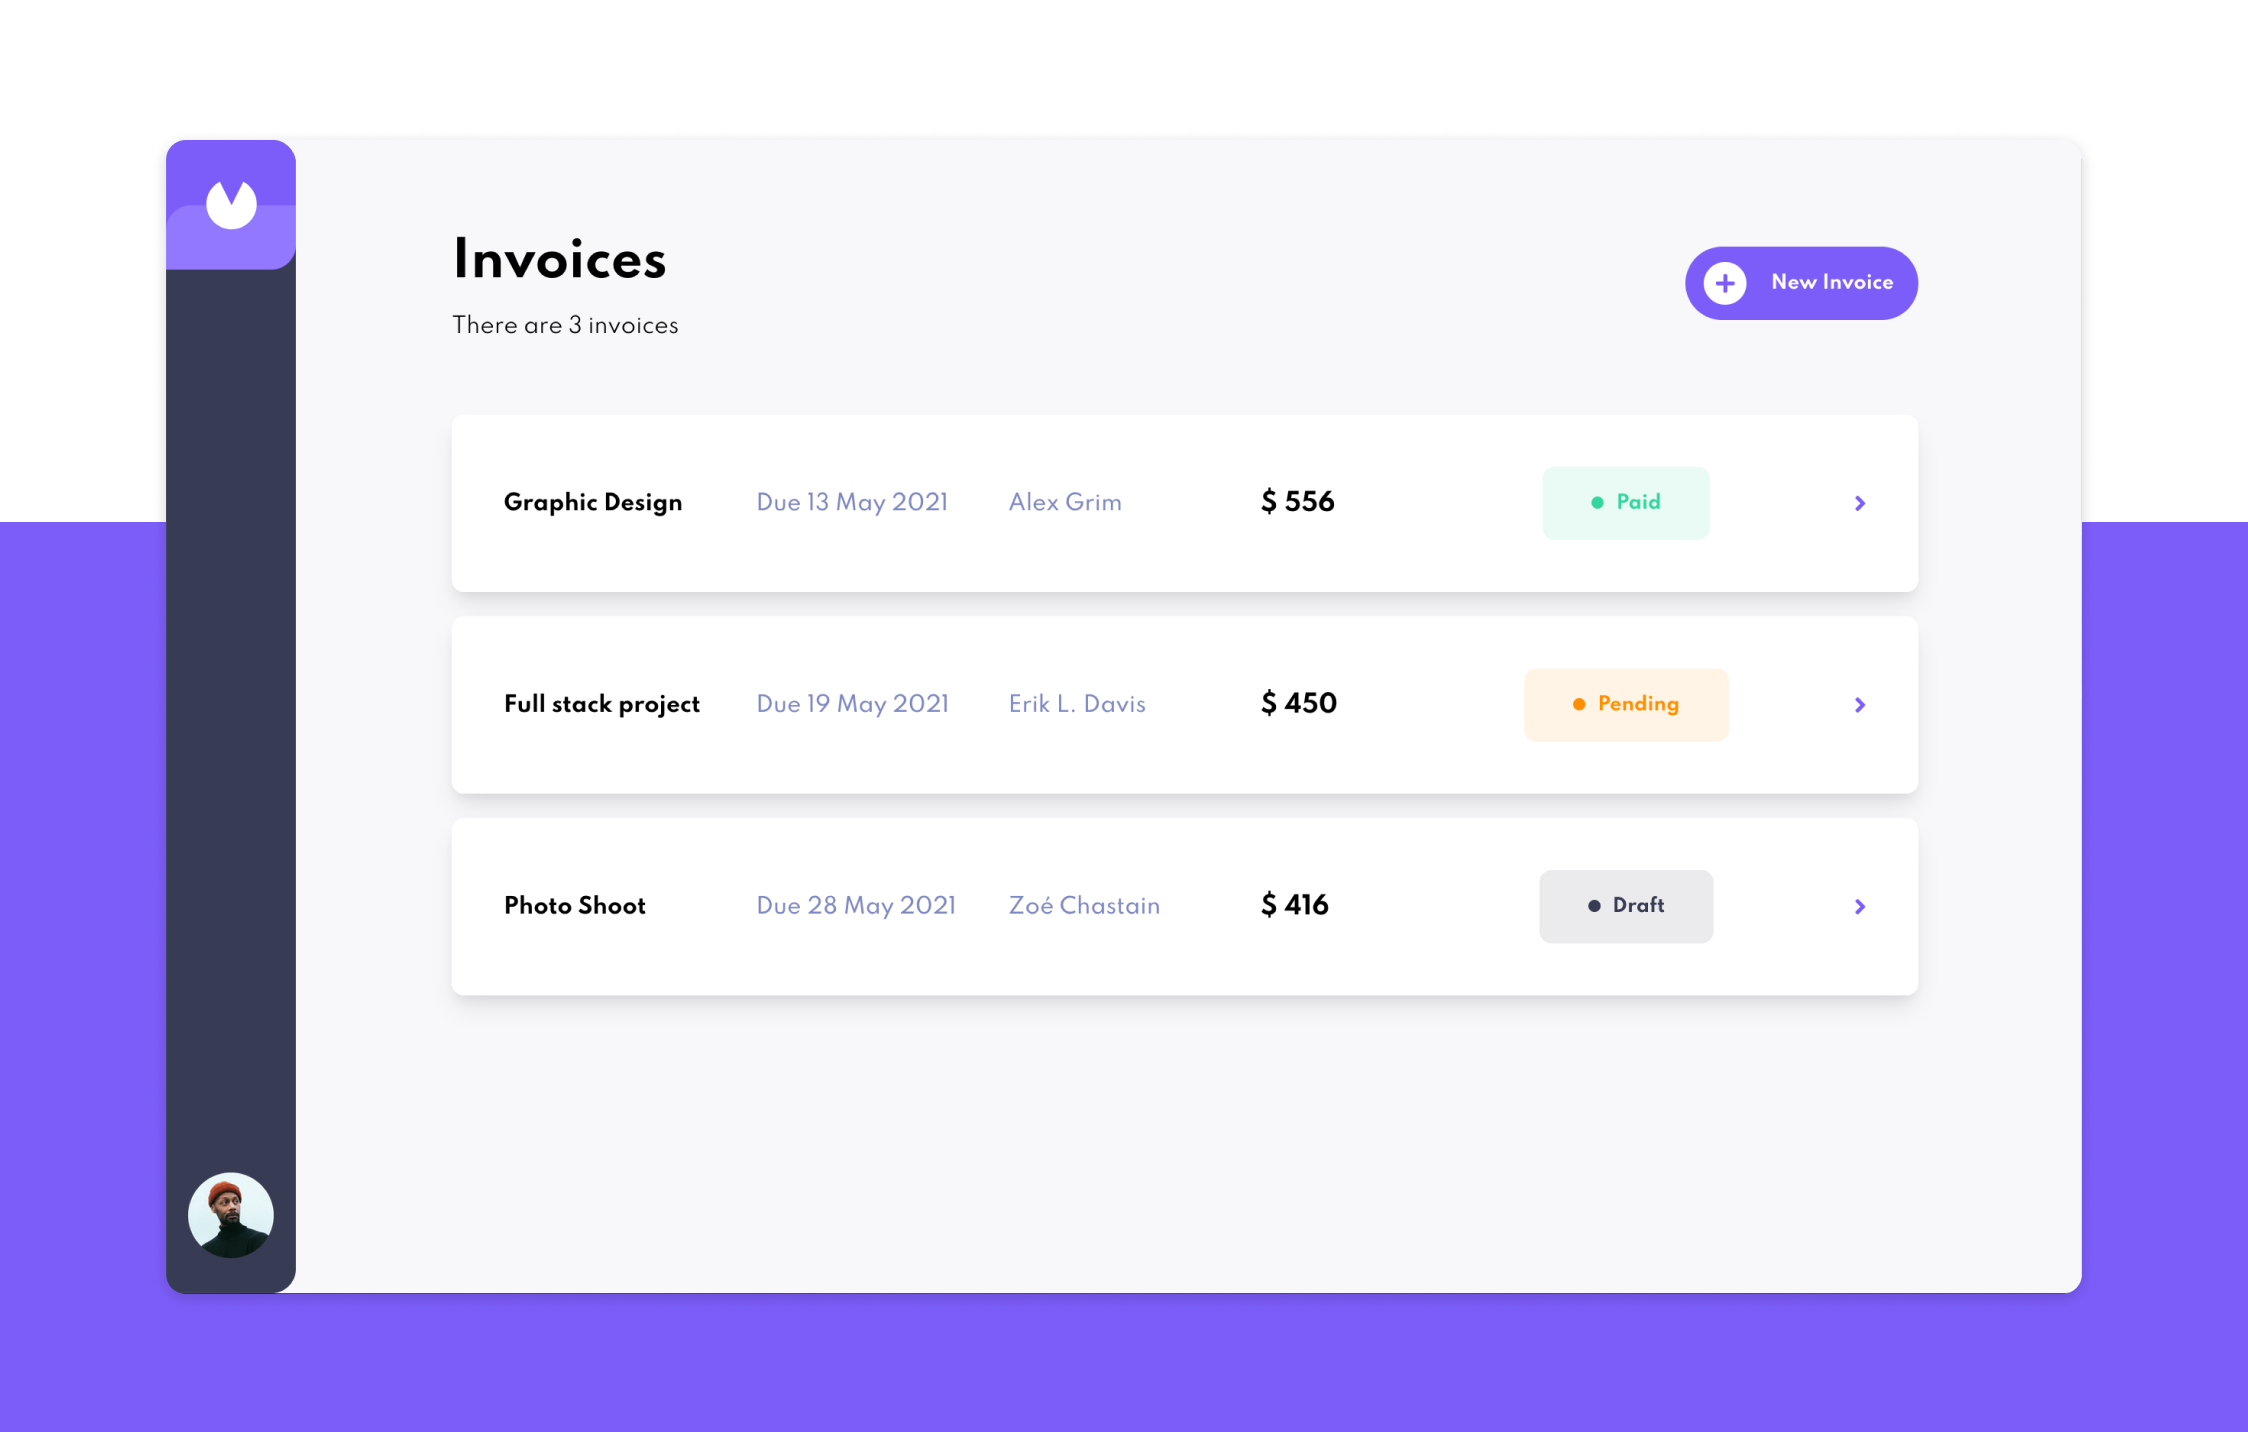 Invoices
There are 3 invoices
New Invoice
Graphic Design Due 13 May 2021 Alex Grim $ 556 Paid
Full stack project Due 19 May 2021 Erik L. Davis $ 450 Pending
Photo Shoot Due 28 May 2021 Zoé Chastain $ 416 Draft